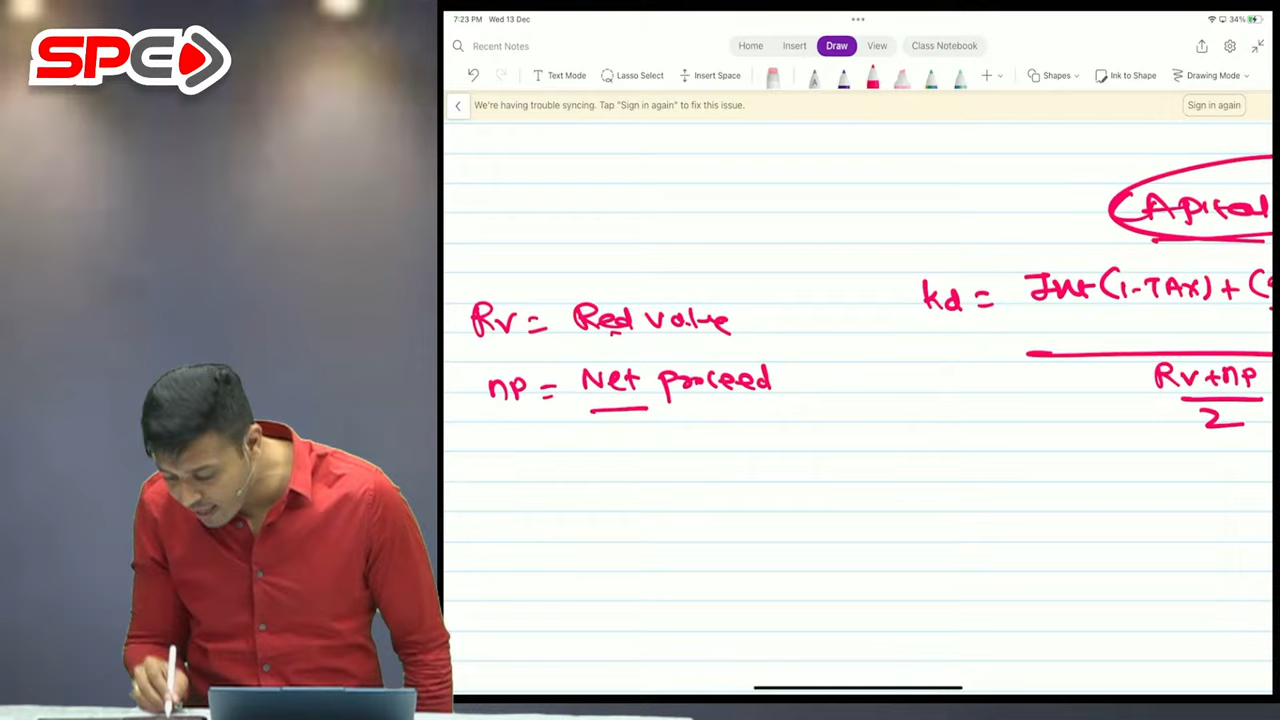 SPED
7:23 PM Wed 13 Dec
34%
Recent Notes
Home Insert Draw View Class Notebook
Text Mode Lasso Select Insert Space Shapes Ink to Shape Drawing Mode
We're having trouble syncing. Tap "Sign in again" to fix this issue.
Sign in again
Capital
Kd = Int (1-TAX) + (
Rv + np
2
Rv = Red value
np = Net proceed